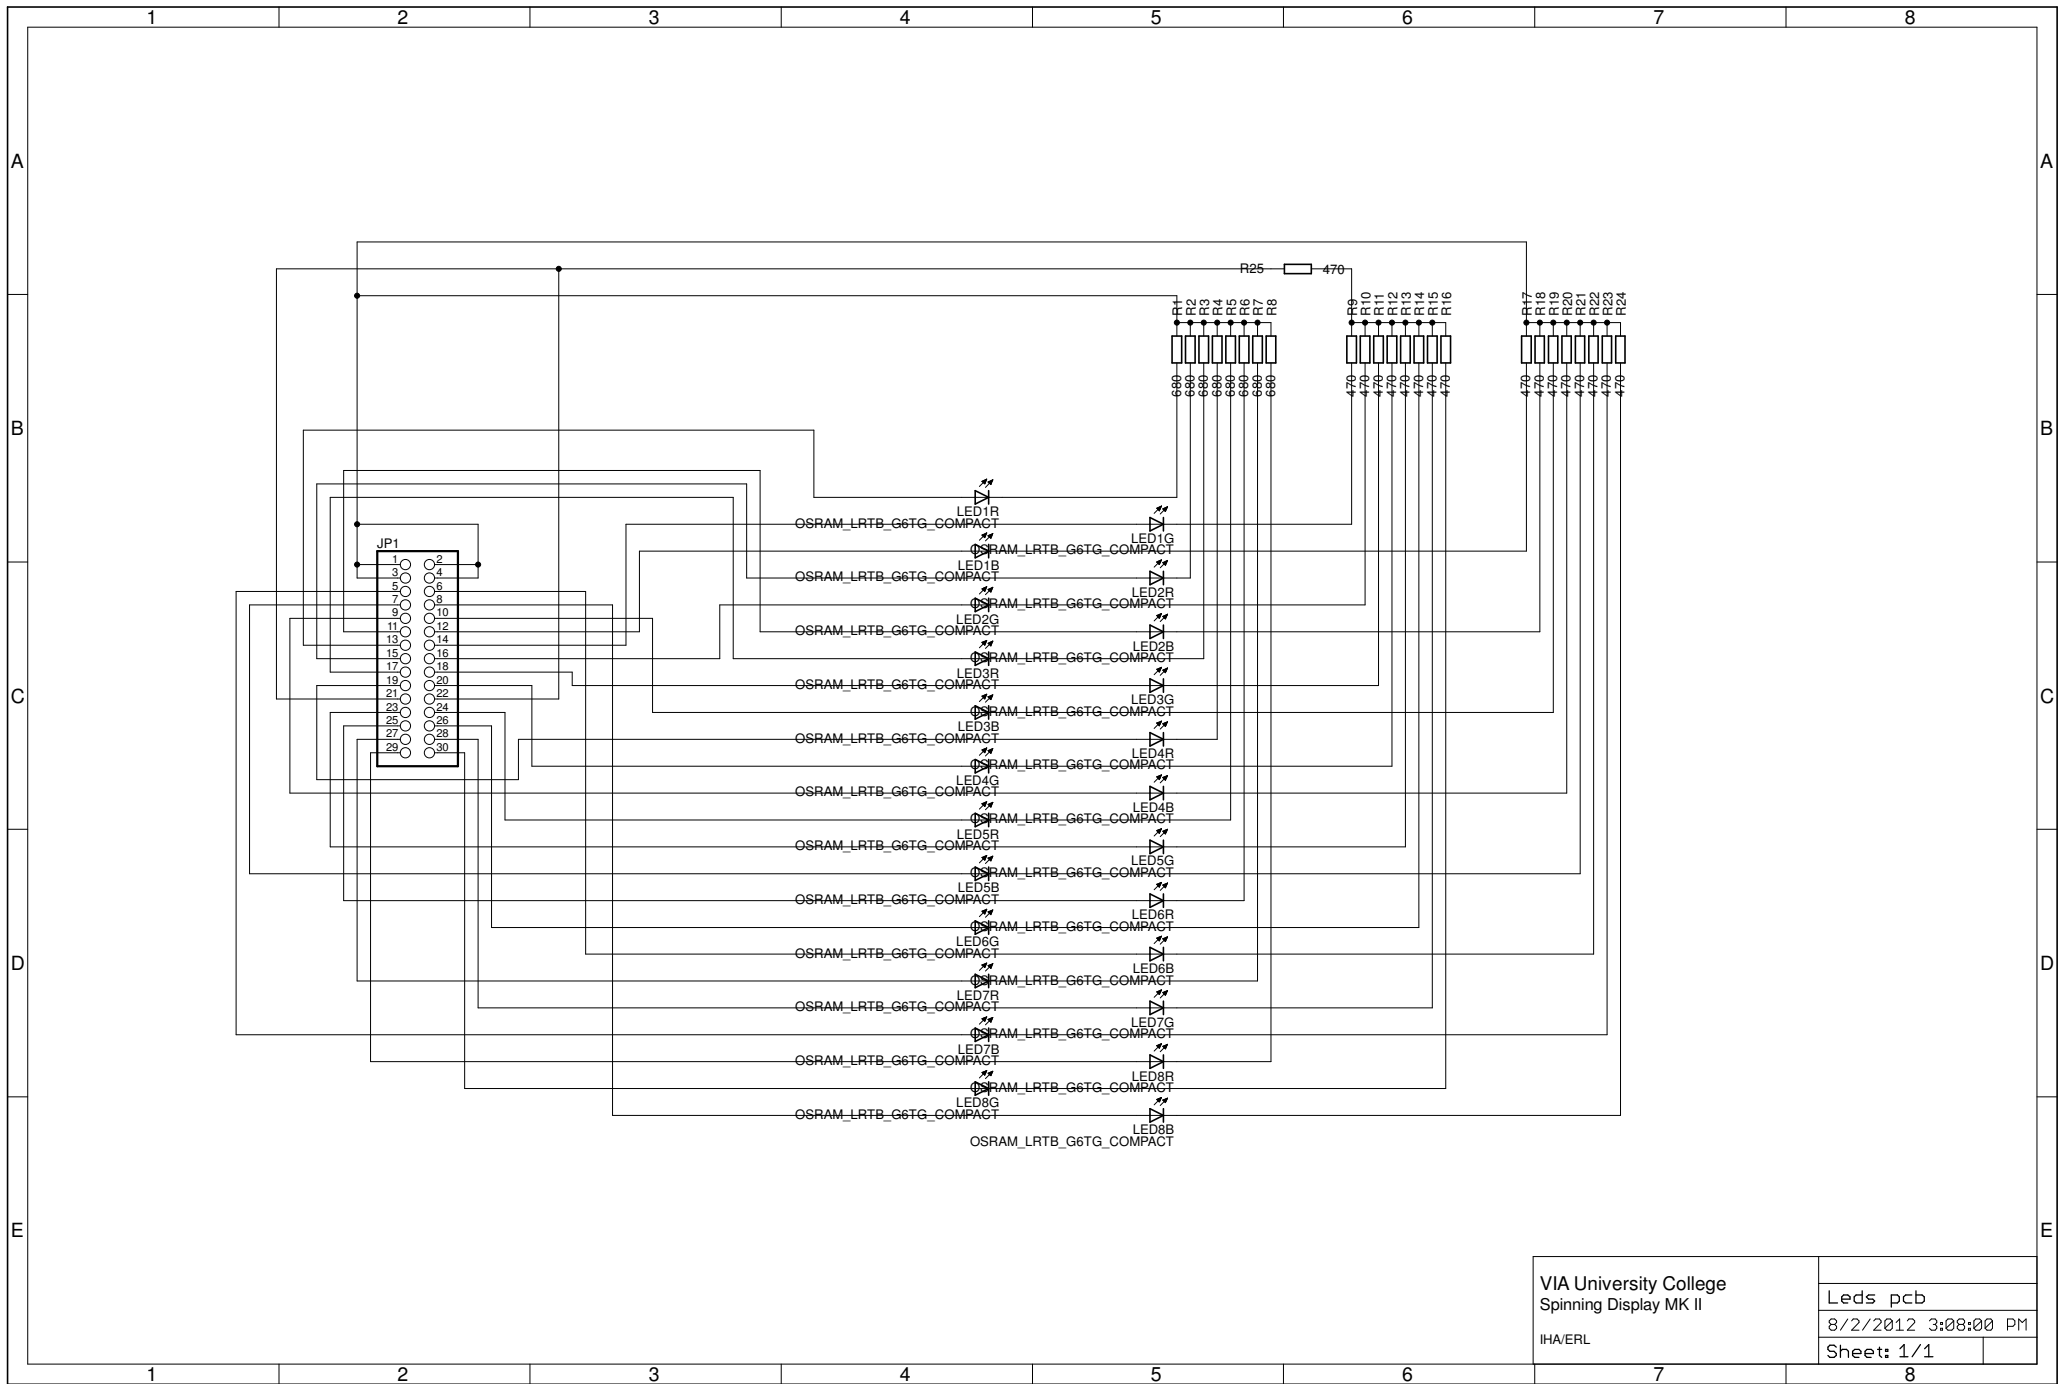 1 2 3 4 5 6 7 8
A A
R25 470
R1 R2 R3 R4 R5 R6 R7 R8 R9 R10 R11 R12 R13 R14 R15 R16 R17 R18 R19 R20 R21 R22 R23 R24
680 680 680 680 680 680 680 680 470 470 470 470 470 470 470 470 470 470 470 470 470 470 470 470
B B
LED1R
OSRAM_LRTB_G6TG_COMPACT
LED1G
OSRAM_LRTB_G6TG_COMPACT
LED1B
OSRAM_LRTB_G6TG_COMPACT
LED2R
OSRAM_LRTB_G6TG_COMPACT
LED2G
OSRAM_LRTB_G6TG_COMPACT
LED2B
OSRAM_LRTB_G6TG_COMPACT
LED3R
OSRAM_LRTB_G6TG_COMPACT
LED3G
OSRAM_LRTB_G6TG_COMPACT
LED3B
OSRAM_LRTB_G6TG_COMPACT
LED4R
OSRAM_LRTB_G6TG_COMPACT
LED4G
OSRAM_LRTB_G6TG_COMPACT
LED4B
OSRAM_LRTB_G6TG_COMPACT
LED5R
OSRAM_LRTB_G6TG_COMPACT
LED5G
OSRAM_LRTB_G6TG_COMPACT
LED5B
OSRAM_LRTB_G6TG_COMPACT
LED6R
OSRAM_LRTB_G6TG_COMPACT
LED6G
OSRAM_LRTB_G6TG_COMPACT
LED6B
OSRAM_LRTB_G6TG_COMPACT
LED7R
OSRAM_LRTB_G6TG_COMPACT
LED7G
OSRAM_LRTB_G6TG_COMPACT
LED7B
OSRAM_LRTB_G6TG_COMPACT
LED8R
OSRAM_LRTB_G6TG_COMPACT
LED8G
OSRAM_LRTB_G6TG_COMPACT
LED8B
OSRAM_LRTB_G6TG_COMPACT
JP1
1 2
3 4
5 6
7 8
9 10
11 12
13 14
15 16
17 18
19 20
21 22
23 24
25 26
27 28
29 30
C C
D D
E E
VIA University College
Spinning Display MK II
IHA/ERL
Leds pcb
8/2/2012 3:08:00 PM
Sheet: 1/1
1 2 3 4 5 6 7 8